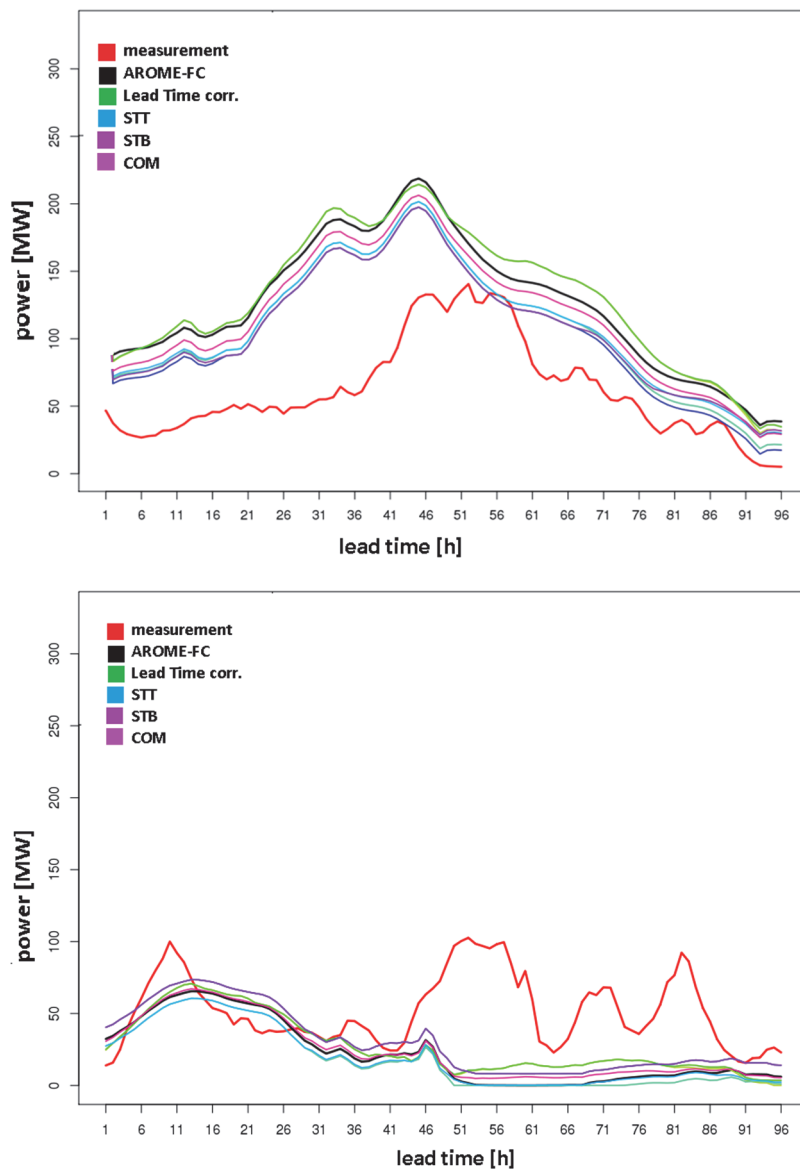 measurement
AROME-FC
Lead Time corr.
STT
STB
COM
power [MW]
300
250
200
150
100
50
0
1 6 11 16 21 26 31 36 41 46 51 56 61 66 71 76 81 86 91 96
lead time [h]
measurement
AROME-FC
Lead Time corr.
STT
STB
COM
power [MW]
300
250
200
150
100
50
0
1 6 11 16 21 26 31 36 41 46 51 56 61 66 71 76 81 86 91 96
lead time [h]